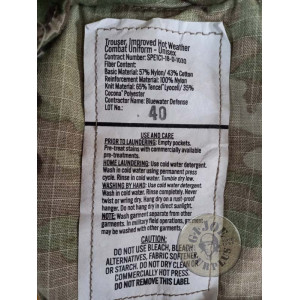 Trouser, Improved Hot Weather
Combat Uniform - Unisex
Contract Number: SPE1C1-18-D-1030
Fiber Content:
Basic Material: 57% Nylon/ 43% Cotton
Reinforcement Material: 100% Nylon
Knit Material: 65% Tencel Lyocell/ 35%
Cocona Polyester
Contractor Name: Bluewater Defense
LOT No.: 40
USE AND CARE
PRIOR TO LAUNDERING: Empty pockets.
Pre-treat stains with commercially available
pre-treatments.
HOME LAUNDERING: Use cold water detergent.
Wash in cold water using permanent press
cycle. Rinse in cold water. Tumble dry low.
WASHING BY HAND: Use cold water detergent.
Wash in cold water. Rinse completely. Never
twist or wring dry. Hang dry on a rust-proof
hanger. Do not hang dry in direct sunlight.
NOTE: Wash garment separate from other
garments. In military emergency situations, it
may be washed with other garments.
CAUTION:
DO NOT USE BLEACH, BLEACH
ALTERNATIVES, FABRIC SOFTENER,
OR STARCH. DO NOT DRY CLEAN OR
COMMERCIALLY HOT PRESS
DO NOT REMOVE